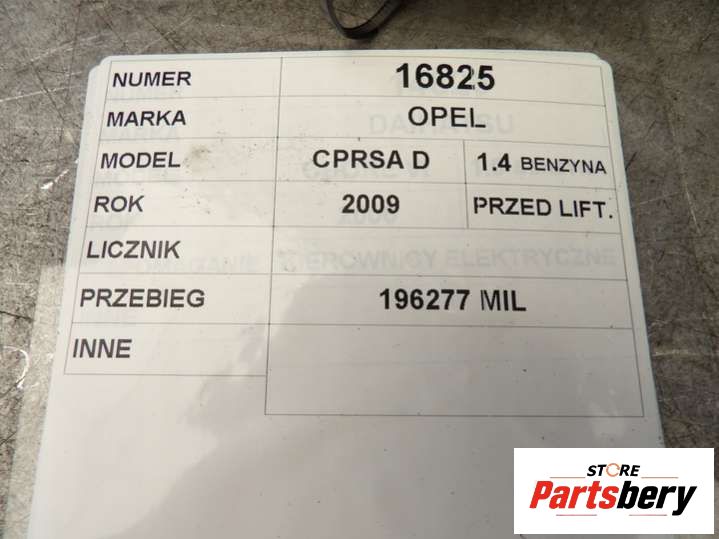 NUMER 16825
MARKA OPEL
MODEL CPRSA D 1.4 BENZYNA
ROK 2009 PRZED LIFT.
LICZNIK
PRZEBIEG 196277 MIL
INNE
STORE
Partsbery